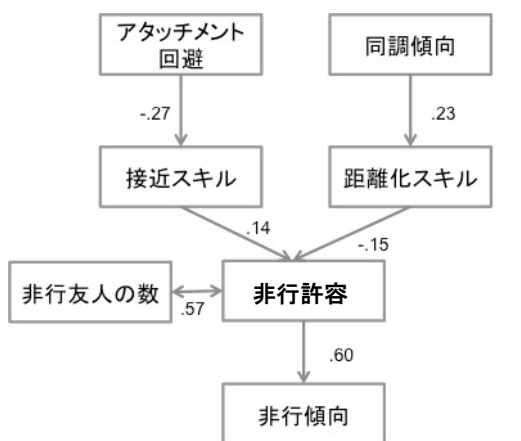 アタッチメント
回避
同調傾向
-.27
.23
接近スキル
距離化スキル
.14
-.15
非行友人の数
.57
非行許容
.60
非行傾向